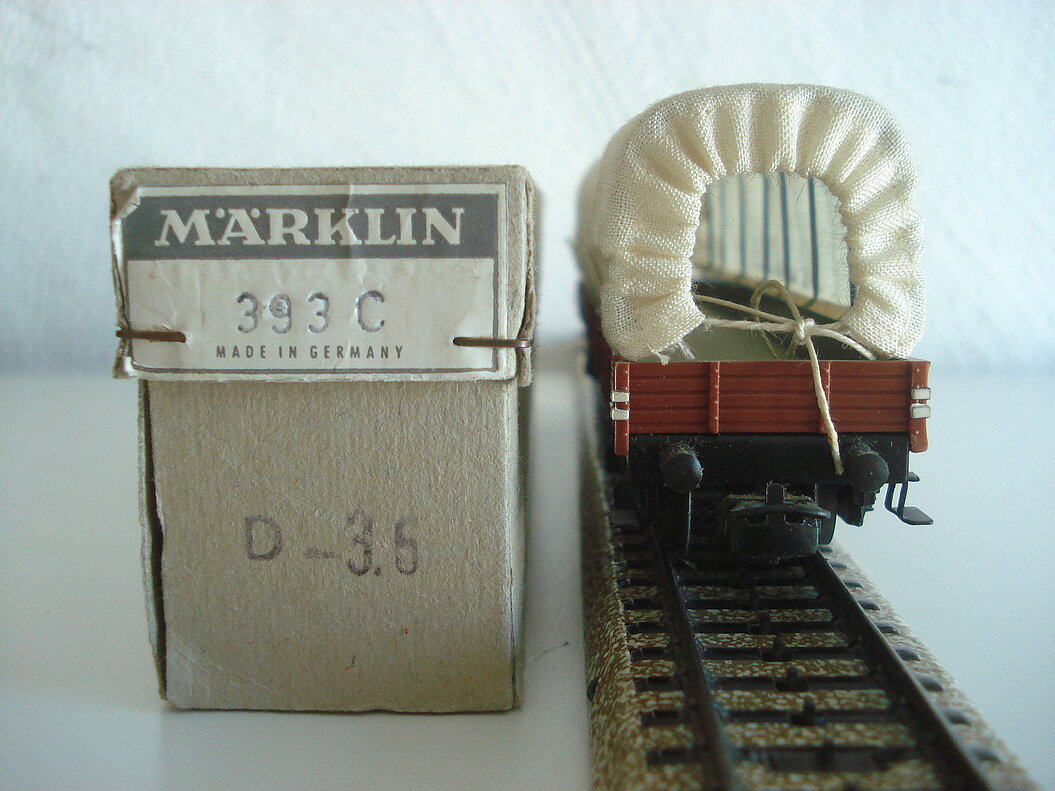 MÄRKLIN
393 C
MADE IN GERMANY
D - 3.6